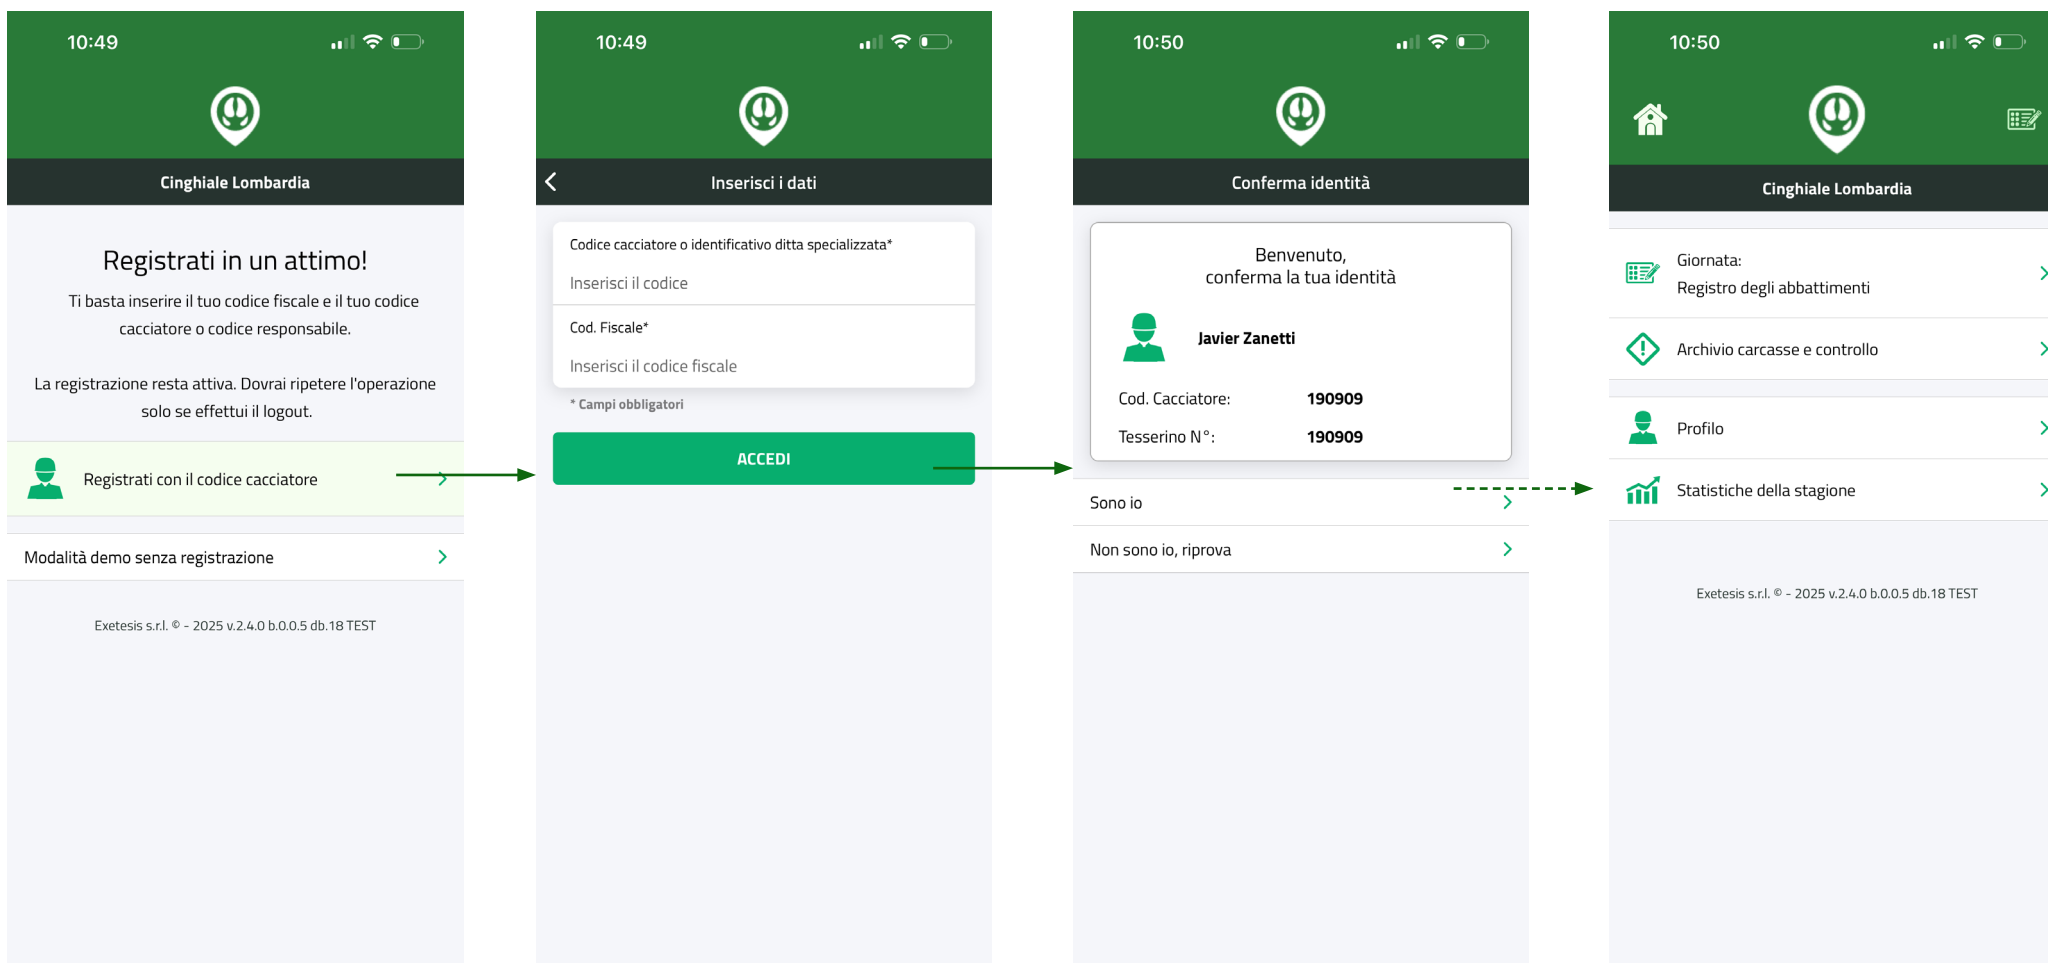 10:49
Cinghiale Lombardia
Registrati in un attimo!
Ti basta inserire il tuo codice fiscale e il tuo codice
cacciatore o codice responsabile.
La registrazione resta attiva. Dovrai ripetere l'operazione
solo se effettui il logout.
Registrati con il codice cacciatore
Modalità demo senza registrazione
Exetesis s.r.l. © - 2025 v.2.4.0 b.0.0.5 db.18 TEST
10:49
Inserisci i dati
Codice cacciatore o identificativo ditta specializzata*
Inserisci il codice
Cod. Fiscale*
Inserisci il codice fiscale
* Campi obbligatori
ACCEDI
10:50
Conferma identità
Benvenuto,
conferma la tua identità
Javier Zanetti
Cod. Cacciatore: 190909
Tesserino N°: 190909
Sono io
Non sono io, riprova
10:50
Cinghiale Lombardia
Giornata:
Registro degli abbattimenti
Archivio carcasse e controllo
Profilo
Statistiche della stagione
Exetesis s.r.l. © - 2025 v.2.4.0 b.0.0.5 db.18 TEST